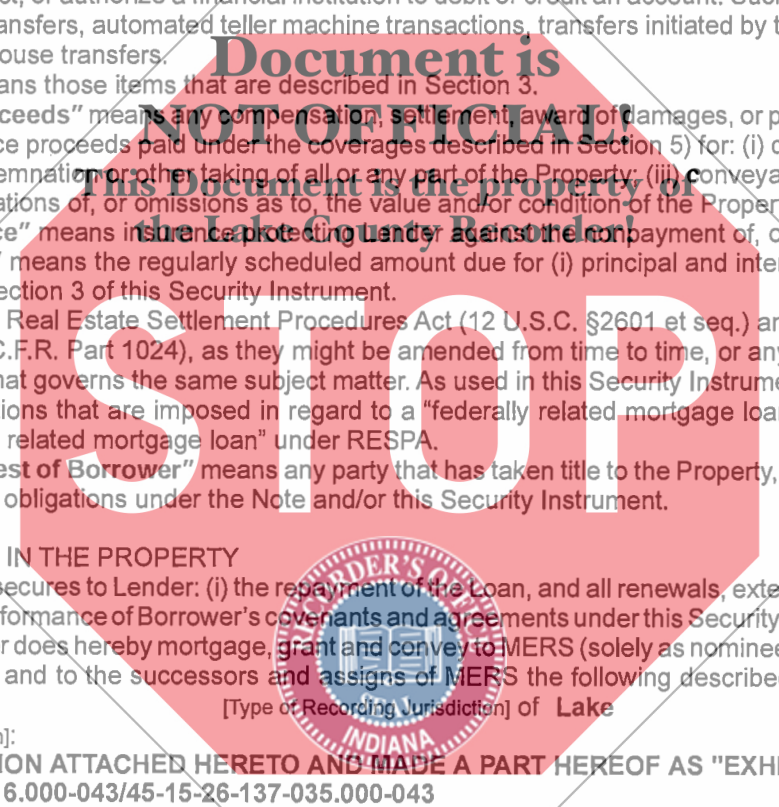 ansfers, automated teller machine transactions, transfers initiated by t
ouse transfers.
Document is
ans those items that are described in Section 3.
ceeds” means any compensation, settlement, award of damages, or p
NOT OFFICIAL!
ce proceeds paid under the coverages described in Section 5) for: (i) d
emnation or other taking of all or any part of the Property; (iii) conveya
This Document is the property of
ations of, or omissions as to, the value and/or condition of the Proper
the Lake County Recorder!
ce” means insurance protecting Lender against the nonpayment of, o
” means the regularly scheduled amount due for (i) principal and inter
ection 3 of this Security Instrument.
Real Estate Settlement Procedures Act (12 U.S.C. §2601 et seq.) an
C.F.R. Part 1024), as they might be amended from time to time, or any
hat governs the same subject matter. As used in this Security Instrume
tions that are imposed in regard to a “federally related mortgage loa
related mortgage loan” under RESPA.
STOP
est of Borrower” means any party that has taken title to the Property,
obligations under the Note and/or this Security Instrument.
IN THE PROPERTY
secures to Lender: (i) the repayment of the Loan, and all renewals, exte
formance of Borrower's covenants and agreements under this Security
r does hereby mortgage, grant and convey to MERS (solely as nominee
and to the successors and assigns of MERS the following describe
[Type of Recording Jurisdiction] of Lake
RECORDER'S OFFICE
SEAL
INDIANA
n]:
ION ATTACHED HERETO AND MADE A PART HEREOF AS "EXHI
6.000-043/45-15-26-137-035.000-043